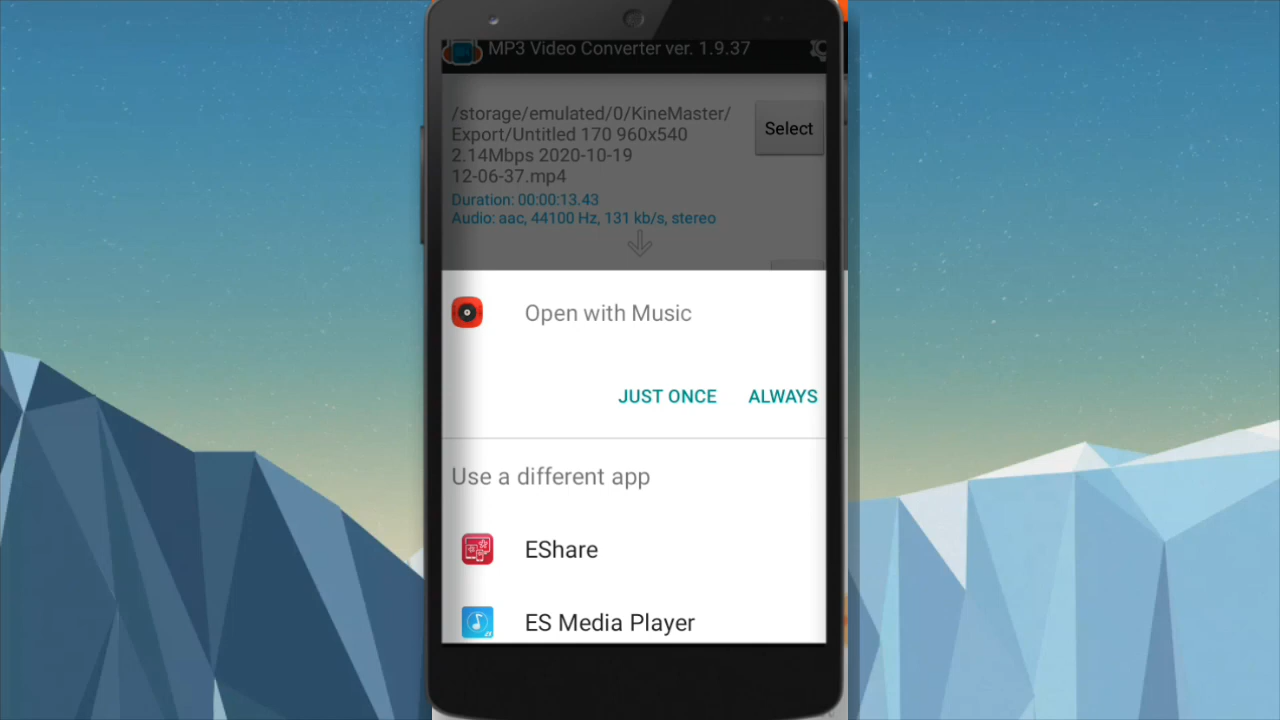 MP3 Video Converter ver. 1.9.37
/storage/emulated/0/KineMaster/
Export/Untitled 170 960x540
2.14Mbps 2020-10-19
12-06-37.mp4
Select
Duration: 00:00:13.43
Audio: aac, 44100 Hz, 131 kb/s, stereo
Open with Music
JUST ONCE ALWAYS
Use a different app
EShare
ES Media Player